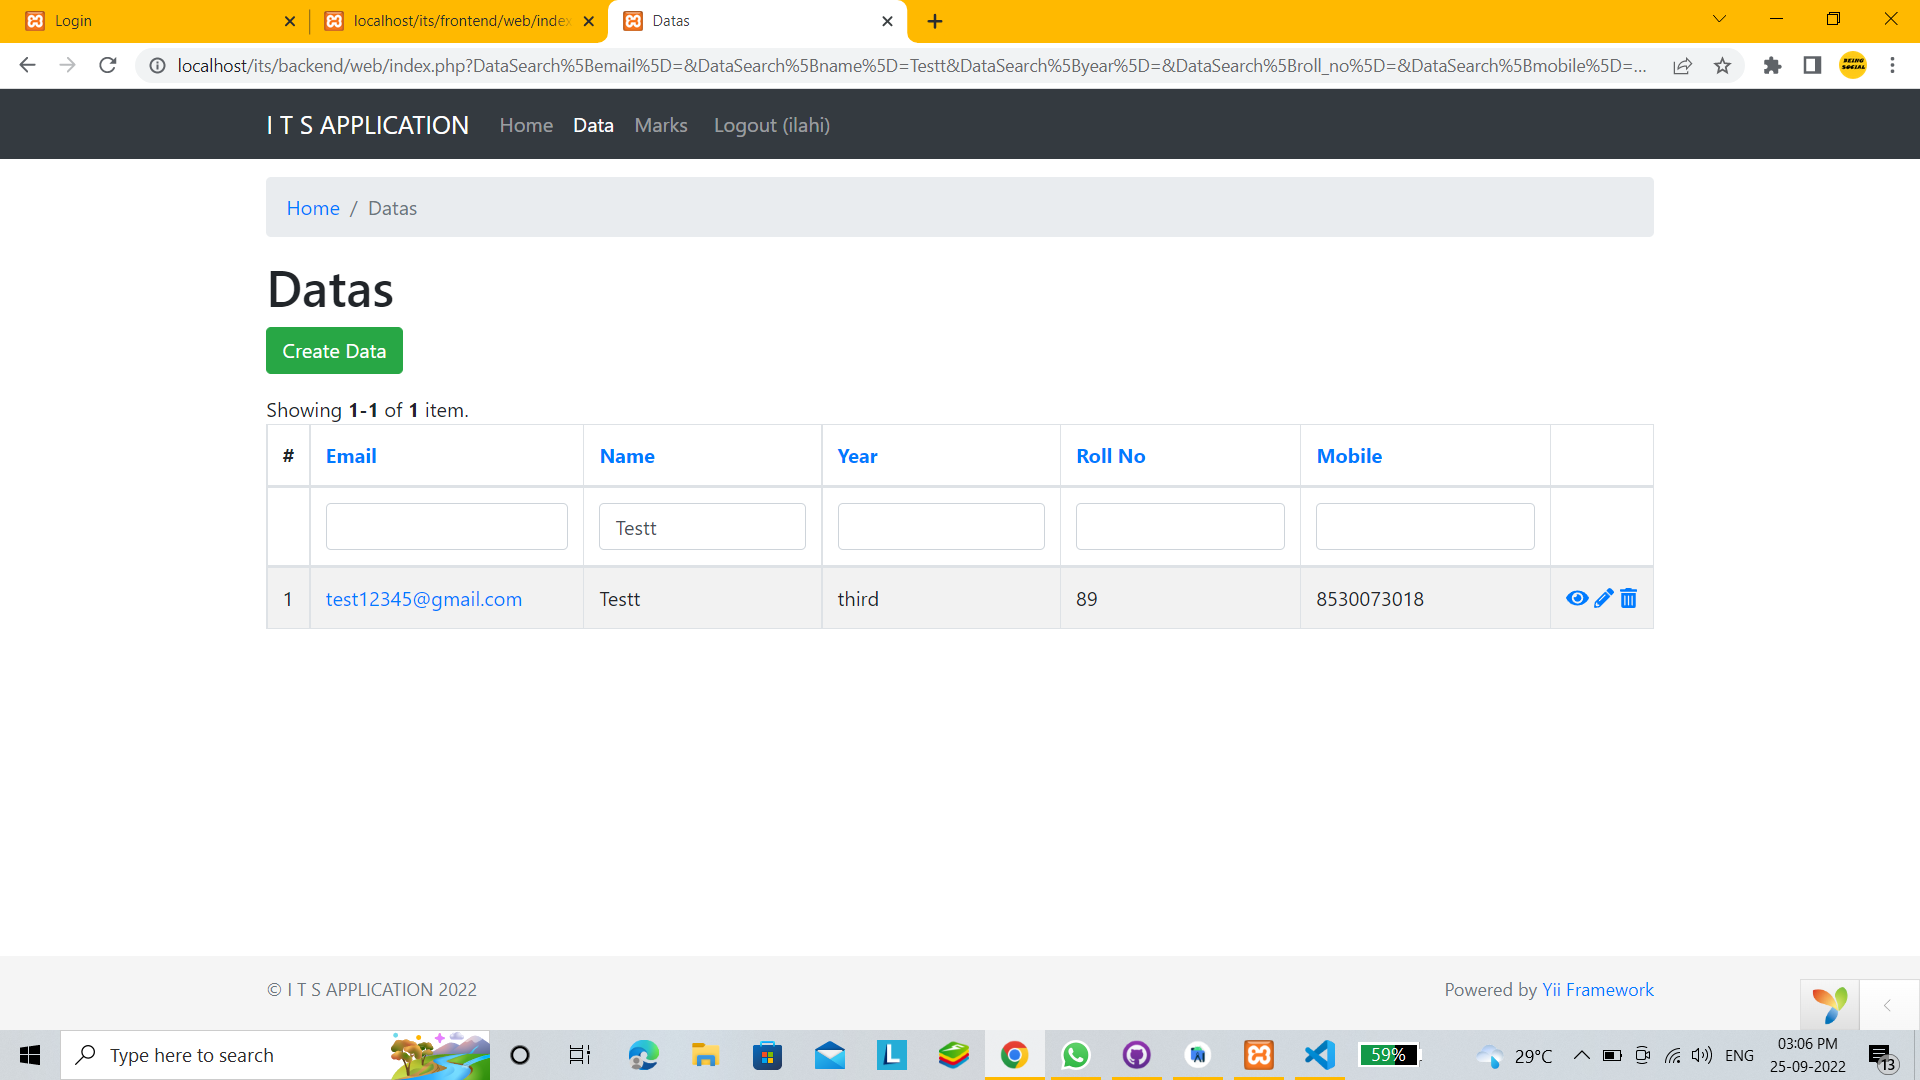 Login
localhost/its/frontend/web/index
Datas
localhost/its/backend/web/index.php?DataSearch%5Bemail%5D=&DataSearch%5Bname%5D=Testt&DataSearch%5Byear%5D=&DataSearch%5Broll_no%5D=&DataSearch%5Bmobile%5D=...
BEING SOCIAL
I T S APPLICATION Home Data Marks Logout (ilahi)
Home / Datas
Datas
Create Data
Showing 1-1 of 1 item.
# Email Name Year Roll No Mobile
Testt
1 test12345@gmail.com Testt third 89 8530073018
© I T S APPLICATION 2022
Powered by Yii Framework
Type here to search
L
59%
29°C
ENG
03:06 PM
25-09-2022
13